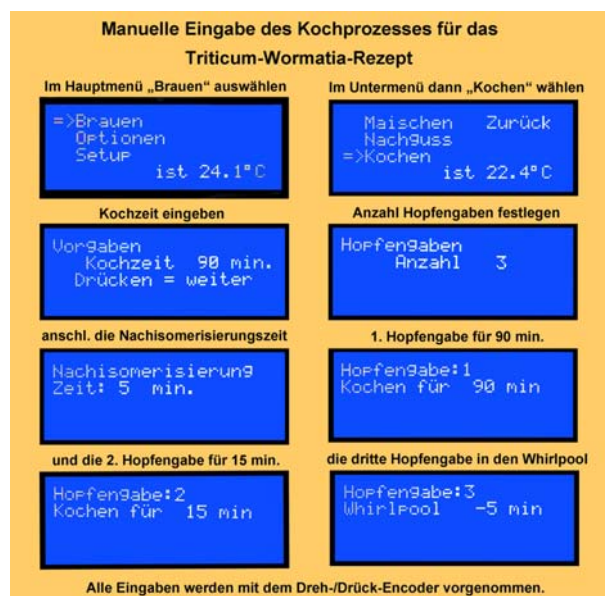 Manuelle Eingabe des Kochprozesses für das
Triticum-Wormatia-Rezept
Im Hauptmenü „Brauen“ auswählen
=>Brauen
Optionen
Setup
ist 24.1°C
Im Untermenü dann „Kochen“ wählen
Maischen Zurück
Nachguss
=>Kochen
ist 22.4°C
Kochzeit eingeben
Vorgaben
Kochzeit 90 min.
Drücken = weiter
Anzahl Hopfengaben festlegen
Hopfengaben
Anzahl 3
anschl. die Nachisomerisierungszeit
Nachisomerisierung
Zeit: 5 min.
1. Hopfengabe für 90 min.
Hopfengabe:1
Kochen für 90 min
und die 2. Hopfengabe für 15 min.
Hopfengabe:2
Kochen für 15 min
die dritte Hopfengabe in den Whirlpool
Hopfengabe:3
Whirlpool -5 min
Alle Eingaben werden mit dem Dreh-/Drück-Encoder vorgenommen.